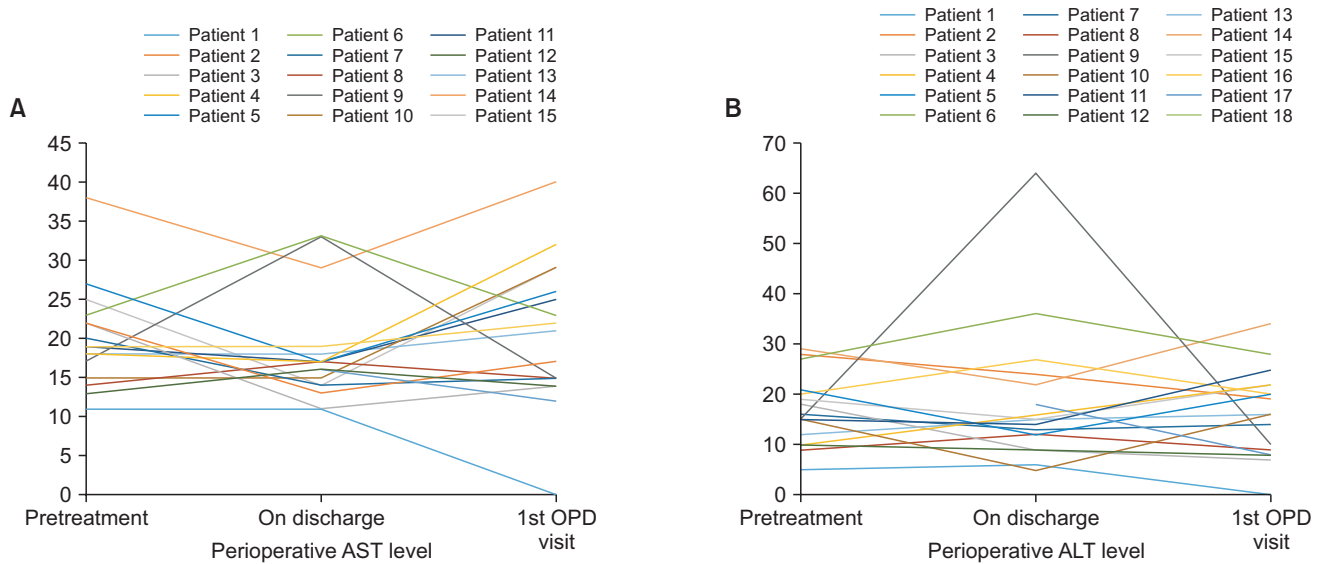 A
Patient 1 Patient 6 Patient 11
Patient 2 Patient 7 Patient 12
Patient 3 Patient 8 Patient 13
Patient 4 Patient 9 Patient 14
Patient 5 Patient 10 Patient 15
45
40
35
30
25
20
15
10
5
0
Pretreatment On discharge 1st OPD
visit
Perioperative AST level
B
Patient 1 Patient 7 Patient 13
Patient 2 Patient 8 Patient 14
Patient 3 Patient 9 Patient 15
Patient 4 Patient 10 Patient 16
Patient 5 Patient 11 Patient 17
Patient 6 Patient 12 Patient 18
70
60
50
40
30
20
10
0
Pretreatment On discharge 1st OPD
visit
Perioperative ALT level